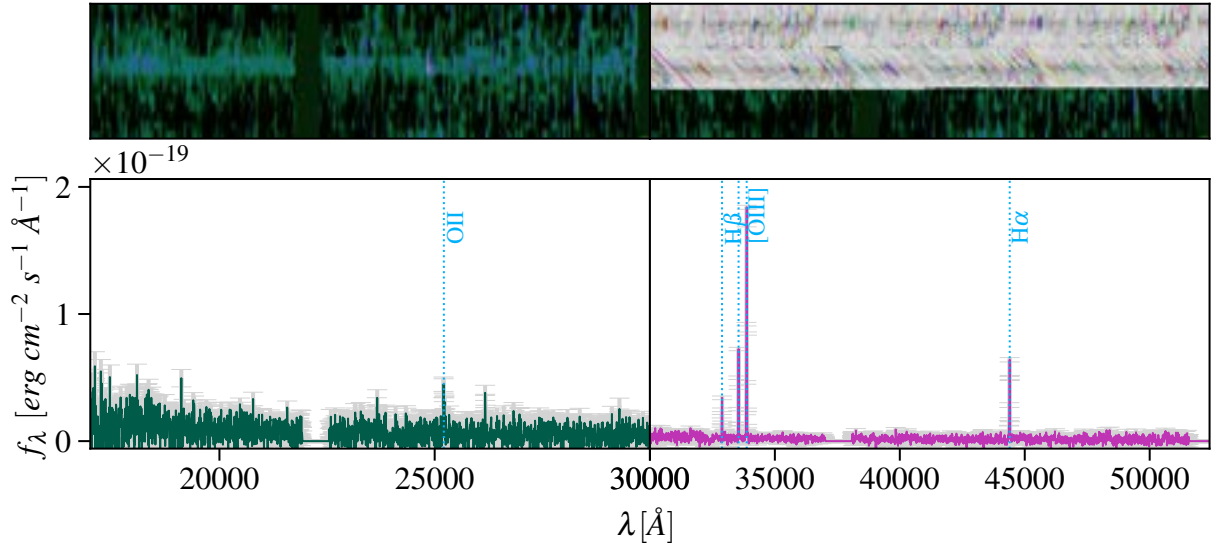 ×10⁻¹⁹
f_λ [erg cm⁻² s⁻¹ Å⁻¹]
2
1
0
OII
Hβ
[OIII]
Hα
20000 25000 30000 35000 40000 45000 50000
λ [Å]